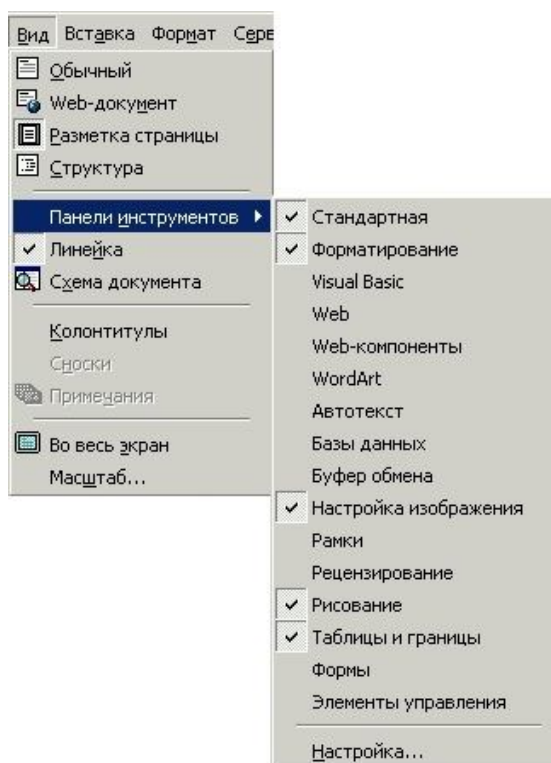 Вид Вставка Формат Серв
Обычный
Web-документ
Разметка страницы
Структура
Панели инструментов
Линейка
Схема документа
Колонтитулы
Сноски
Примечания
Во весь экран
Масштаб...
Стандартная
Форматирование
Visual Basic
Web
Web-компоненты
WordArt
Автотекст
Базы данных
Буфер обмена
Настройка изображения
Рамки
Рецензирование
Рисование
Таблицы и границы
Формы
Элементы управления
Настройка...